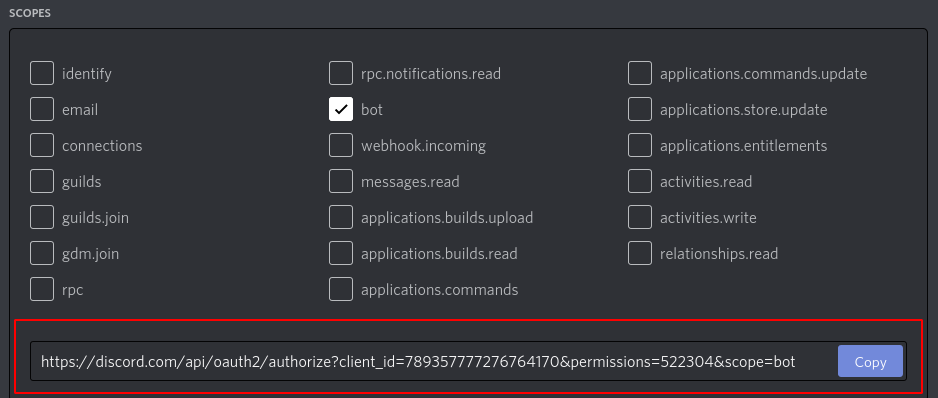 SCOPES
identify
rpc.notifications.read
applications.commands.update
email
bot
applications.store.update
connections
webhook.incoming
applications.entitlements
guilds
messages.read
activities.read
guilds.join
applications.builds.upload
activities.write
gdm.join
applications.builds.read
relationships.read
rpc
applications.commands
https://discord.com/api/oauth2/authorize?client_id=789357777276764170&permissions=522304&scope=bot
Copy